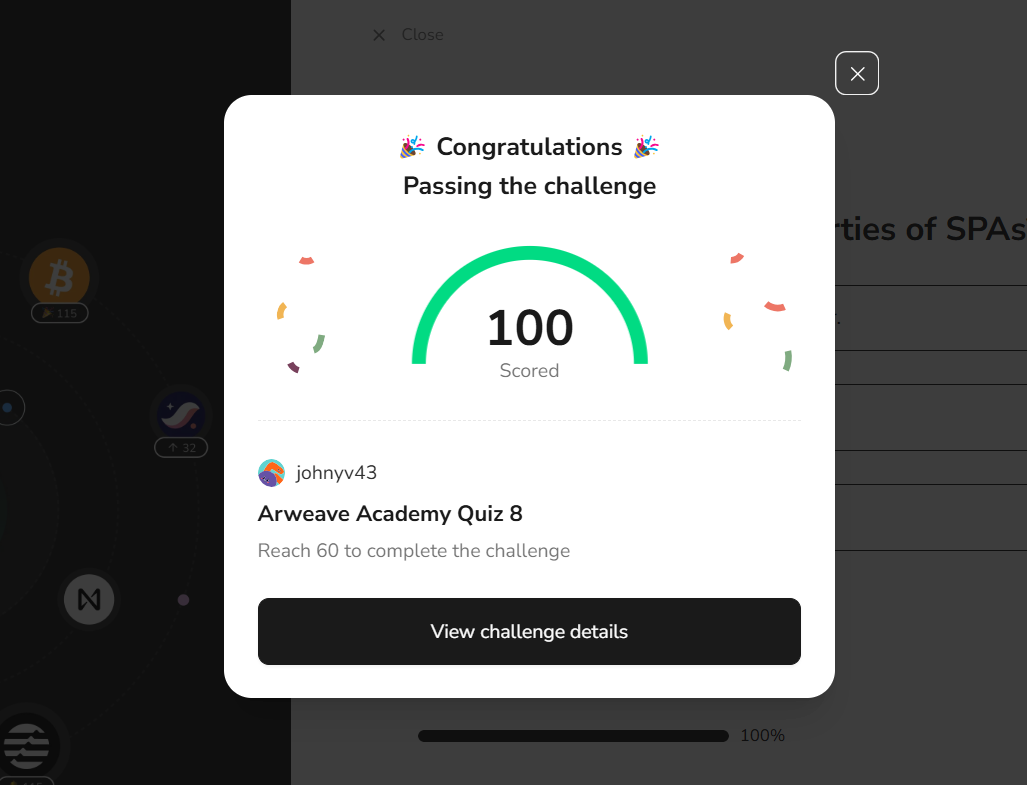 Close
🎉 Congratulations 🎉
Passing the challenge
rties of SPAs
115
100
Scored
32
johnyv43
Arweave Academy Quiz 8
Reach 60 to complete the challenge
View challenge details
100%